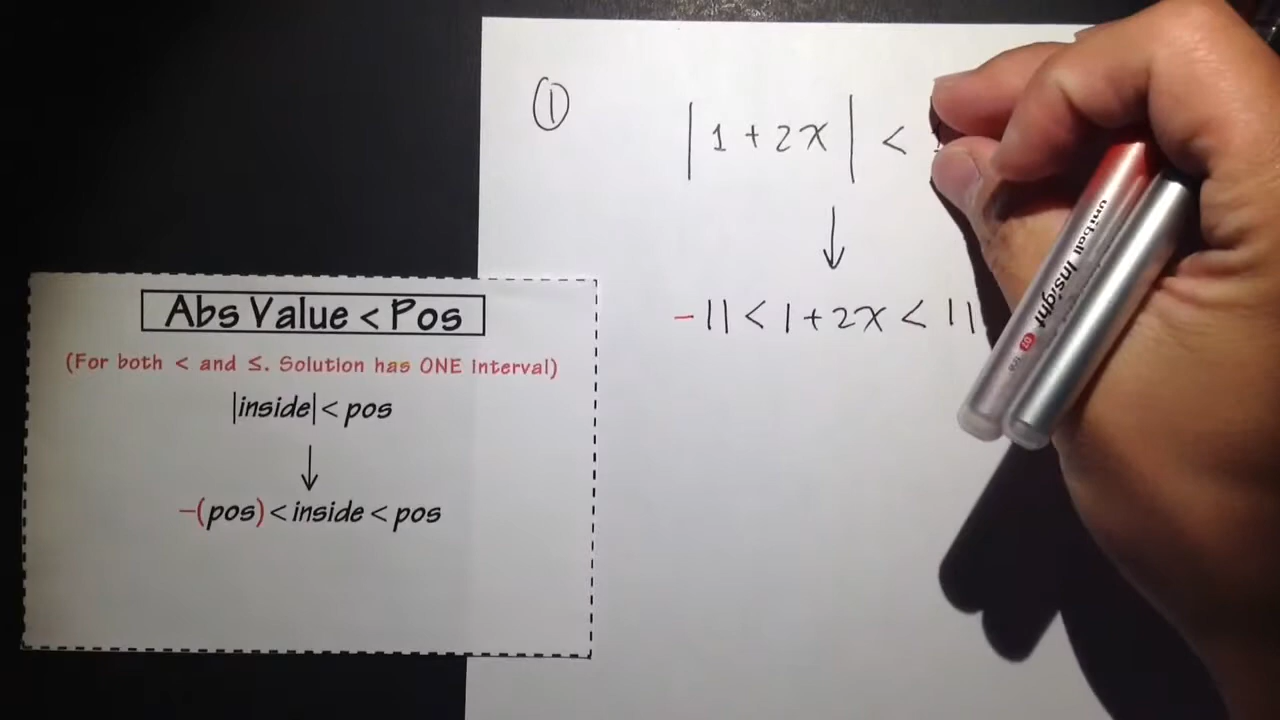 ①
|1 + 2x| <
↓
-11 < 1 + 2x < 11
Abs Value < Pos
(For both < and ≤. Solution has ONE interval)
|inside| < pos
↓
-(pos) < inside < pos
uniball Insight